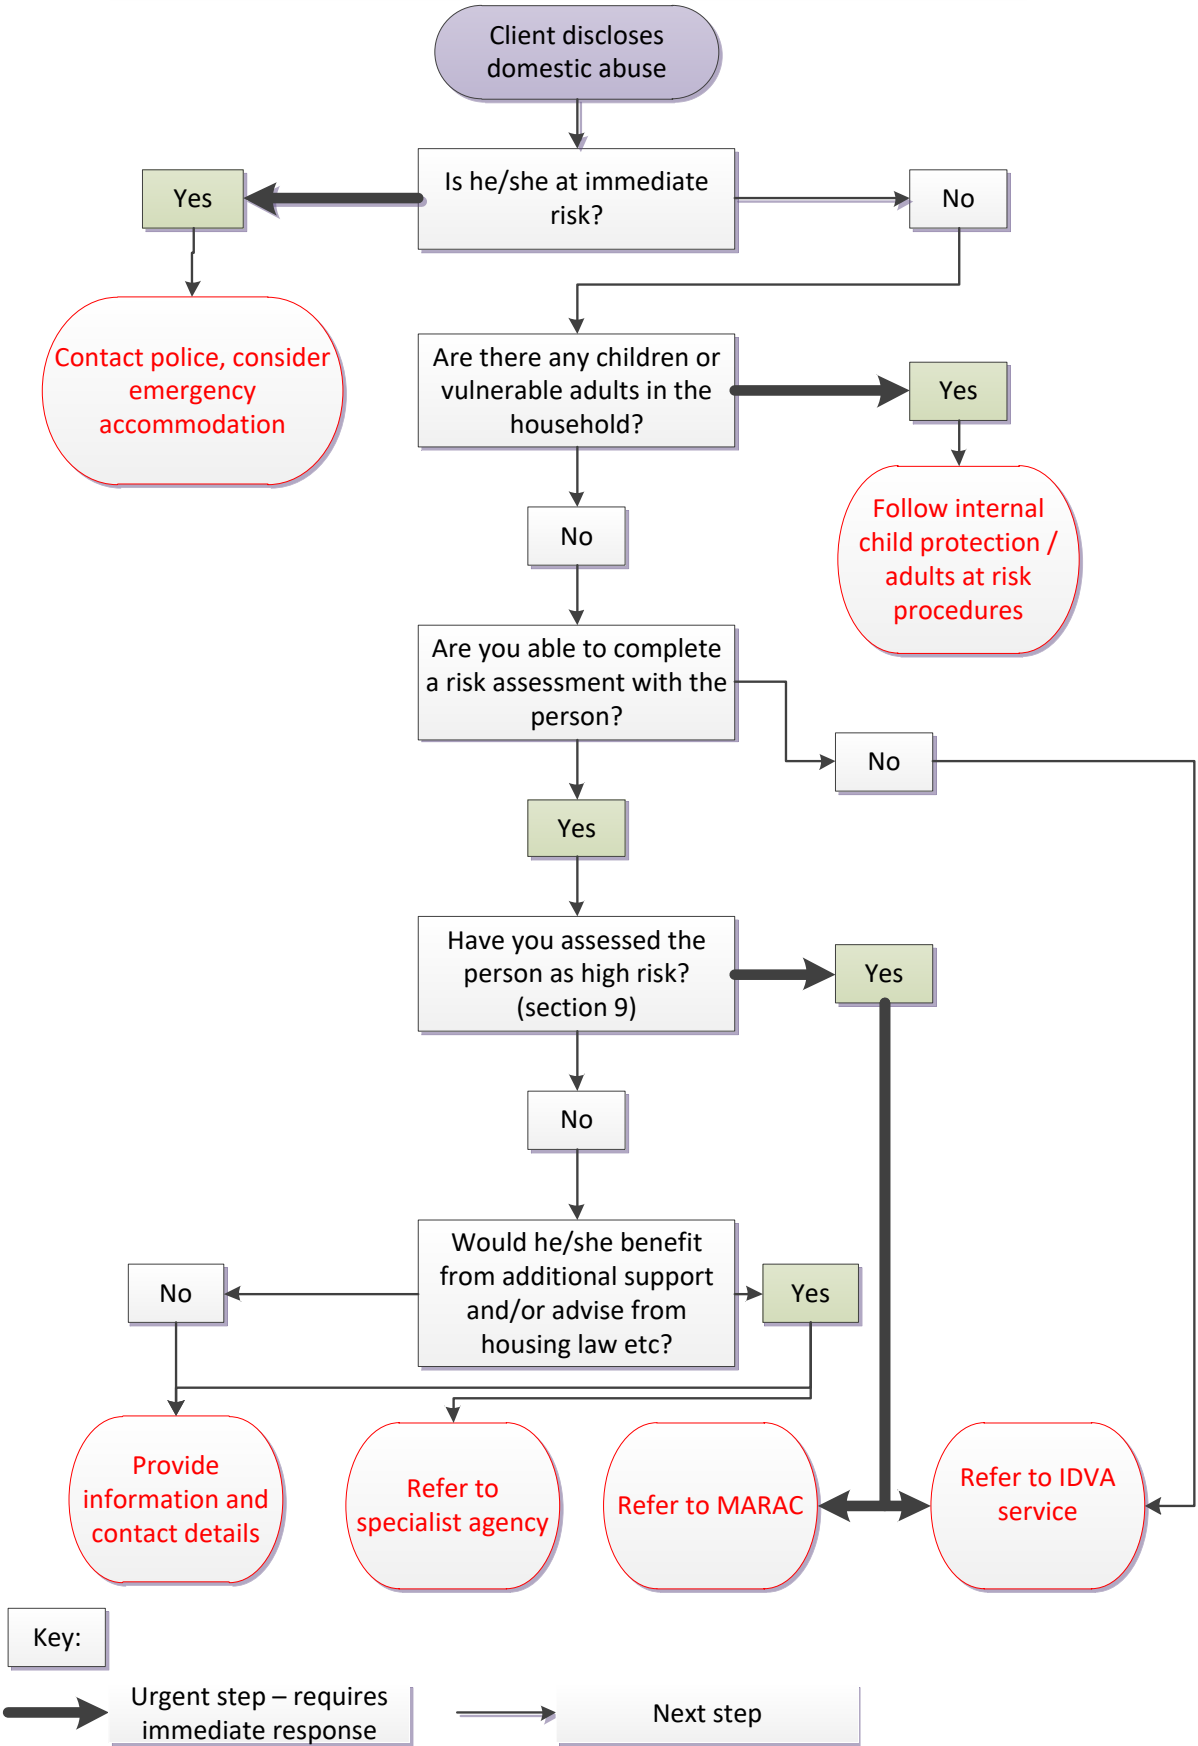 Client discloses
domestic abuse
Is he/she at immediate
risk?
Yes
No
Contact police, consider
emergency
accommodation
Are there any children or
vulnerable adults in the
household?
Yes
Follow internal
child protection /
adults at risk
procedures
No
Are you able to complete
a risk assessment with the
person?
No
Yes
Have you assessed the
person as high risk?
(section 9)
Yes
No
Would he/she benefit
from additional support
and/or advise from
housing law etc?
No
Yes
Provide
information and
contact details
Refer to
specialist agency
Refer to MARAC
Refer to IDVA
service
Key:
Urgent step – requires
immediate response
Next step